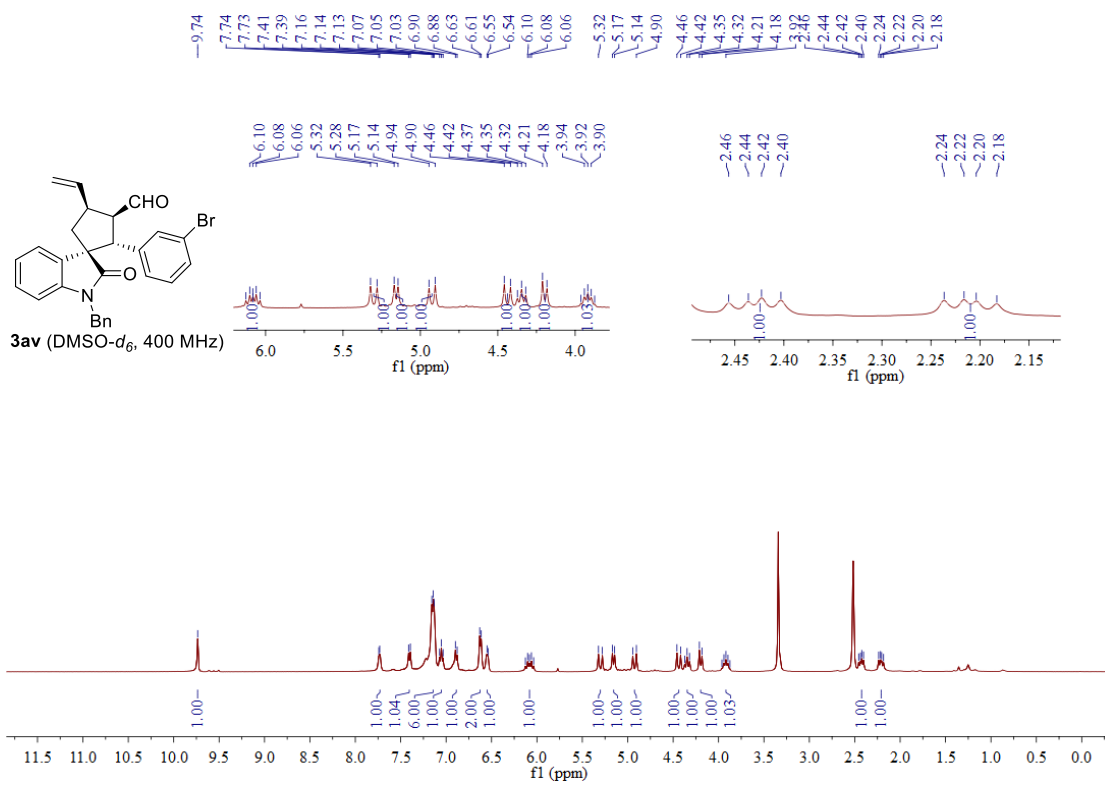 9.74 7.74 7.73 7.41 7.39 7.16 7.14 7.13 7.07 7.05 7.03 6.90 6.88 6.63 6.61 6.55 6.54 6.10 6.08 6.06 5.32 5.17 5.14 4.90 4.46 4.42 4.35 4.32 4.21 4.18 3.92 2.46 2.44 2.42 2.40 2.24 2.22 2.20 2.18
6.10 6.08 6.06 5.32 5.28 5.17 5.14 4.94 4.90 4.46 4.42 4.37 4.35 4.32 4.21 4.18 3.94 3.92 3.90
2.46 2.44 2.42 2.40 2.24 2.22 2.20 2.18
CHO
Br
O
N
Bn
3av (DMSO-d6, 400 MHz)
1.00 1.00 1.00 1.00 1.00 1.00 1.00 1.03
6.0 5.5 5.0 4.5 4.0
f1 (ppm)
1.00 1.00
2.45 2.40 2.35 2.30 2.25 2.20 2.15
f1 (ppm)
1.00 1.00 1.04 6.00 1.00 1.00 2.00 1.00 1.00 1.00 1.00 1.00 1.00 1.00 1.00 1.03 1.00 1.00
11.5 11.0 10.5 10.0 9.5 9.0 8.5 8.0 7.5 7.0 6.5 6.0 5.5 5.0 4.5 4.0 3.5 3.0 2.5 2.0 1.5 1.0 0.5 0.0
f1 (ppm)